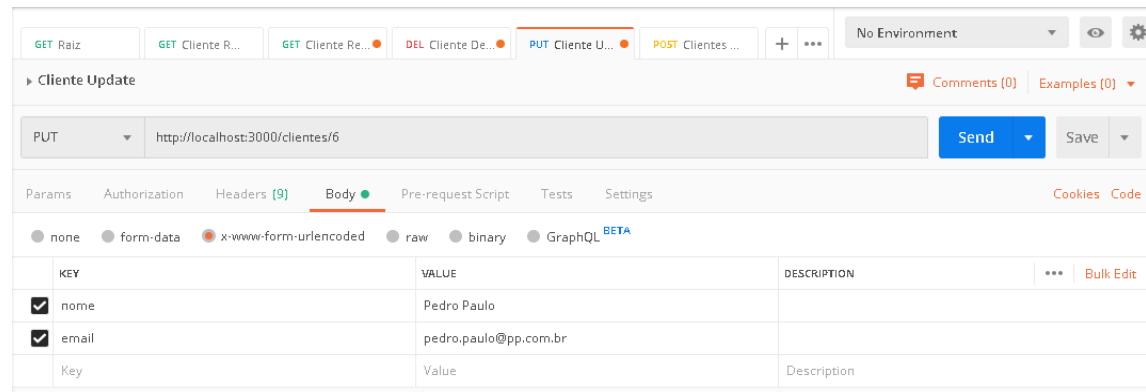 GET Raiz GET Cliente R... GET Cliente Re... DEL Cliente De... PUT Cliente U... POST Clientes ... + ••• No Environment
Cliente Update Comments (0) Examples (0)
PUT http://localhost:3000/clientes/6 Send Save
Params Authorization Headers (9) Body Pre-request Script Tests Settings Cookies Code
none form-data x-www-form-urlencoded raw binary GraphQL BETA
KEY VALUE DESCRIPTION ••• Bulk Edit
nome Pedro Paulo
email pedro.paulo@pp.com.br
Key Value Description